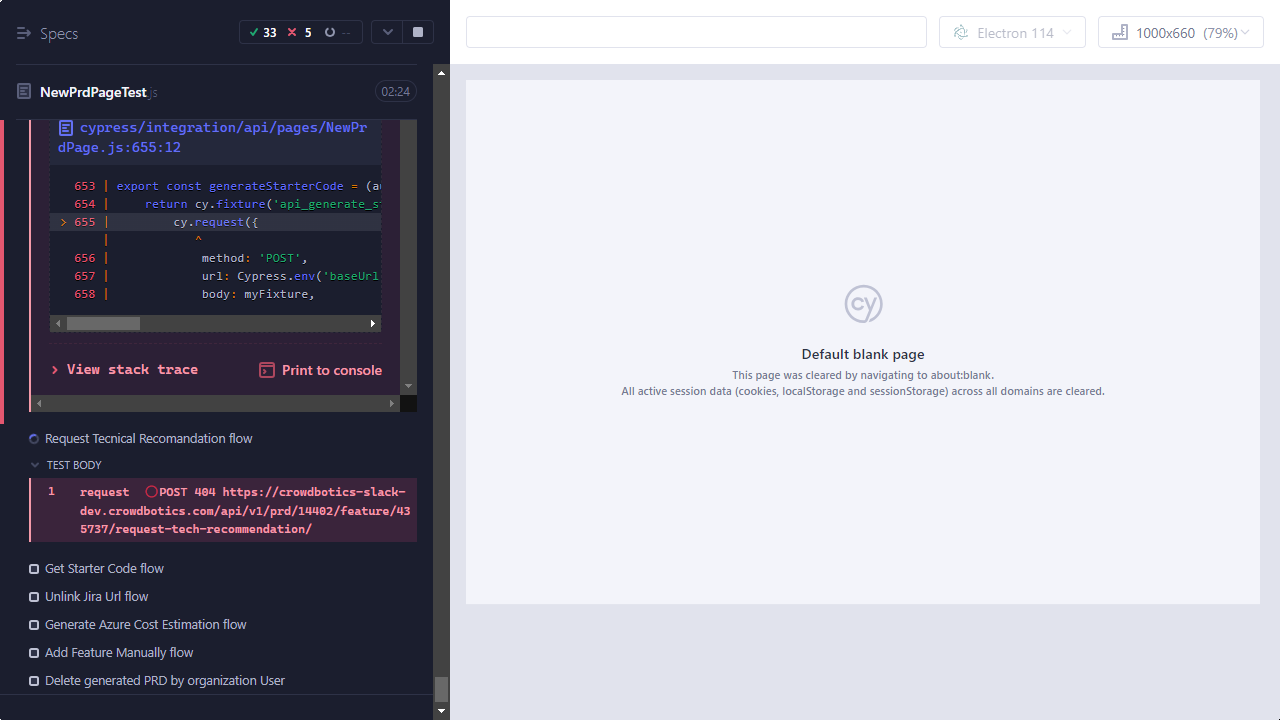 Specs
33 5 --
Electron 114
1000x660 (79%)
NewPrdPageTest.js
02:24
cypress/integration/api/pages/NewPr
dPage.js:655:12
653 | export const generateStarterCode = (au
654 | return cy.fixture('api_generate_st
> 655 | cy.request({
| ^
656 | method: 'POST',
657 | url: Cypress.env('baseUrl
658 | body: myFixture,
View stack trace
Print to console
Request Tecnical Recomandation flow
TEST BODY
1 request POST 404 https://crowdbotics-slack-
dev.crowdbotics.com/api/v1/prd/14402/feature/43
5737/request-tech-recommendation/
Get Starter Code flow
Unlink Jira Url flow
Generate Azure Cost Estimation flow
Add Feature Manually flow
Delete generated PRD by organization User
cy
Default blank page
This page was cleared by navigating to about:blank.
All active session data (cookies, localStorage and sessionStorage) across all domains are cleared.